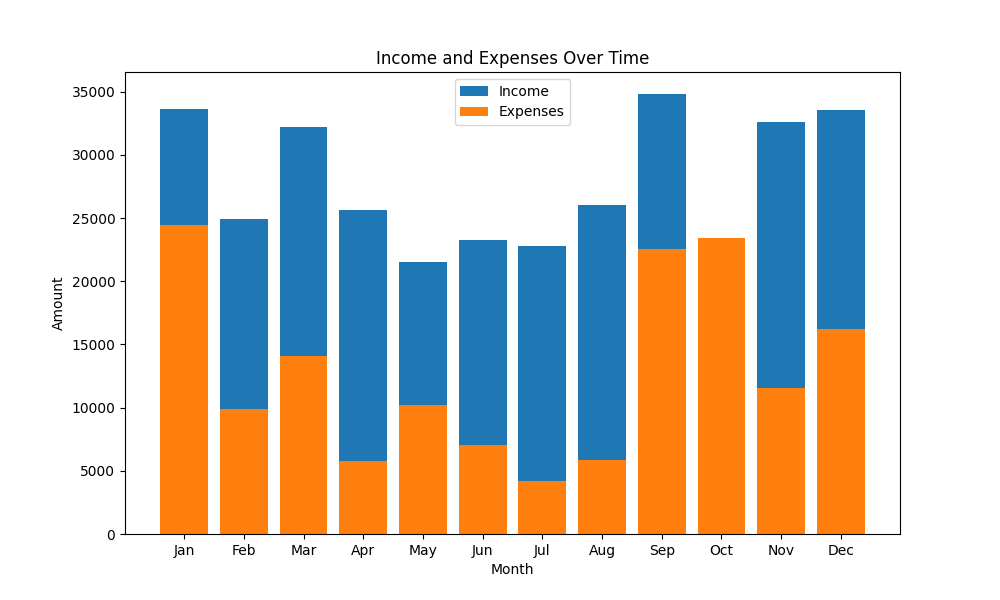 Income and Expenses Over Time
Income
Expenses
Amount
35000
30000
25000
20000
15000
10000
5000
0
Jan Feb Mar Apr May Jun Jul Aug Sep Oct Nov Dec
Month